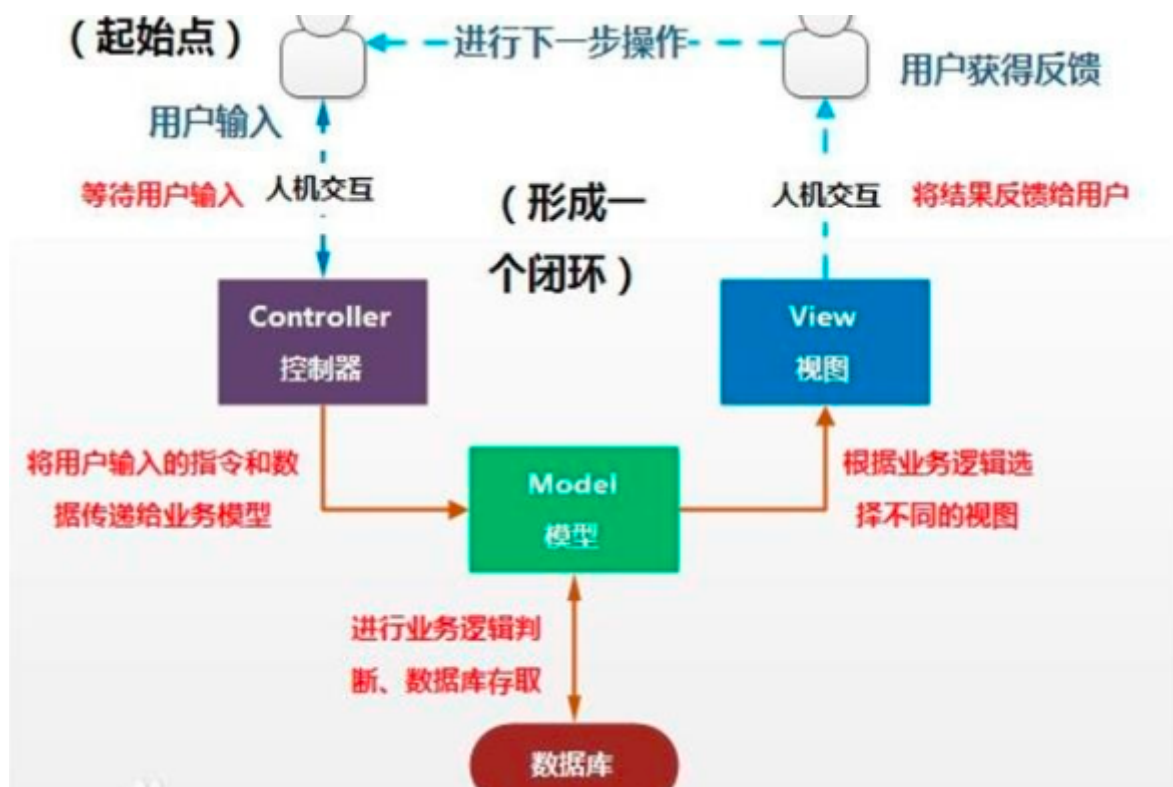 （起始点）
进行下一步操作
用户获得反馈
用户输入
等待用户输入
人机交互
（形成一
个闭环）
人机交互
将结果反馈给用户
Controller
控制器
View
视图
将用户输入的指令和数
据传递给业务模型
Model
模型
根据业务逻辑选
择不同的视图
进行业务逻辑判
断、数据库存取
数据库